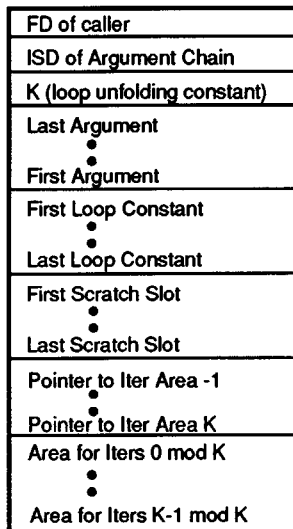 FD of caller
ISD of Argument Chain
K (loop unfolding constant)
Last Argument
First Argument
First Loop Constant
Last Loop Constant
First Scratch Slot
Last Scratch Slot
Pointer to Iter Area -1
Pointer to Iter Area K
Area for Iters 0 mod K
Area for Iters K-1 mod K